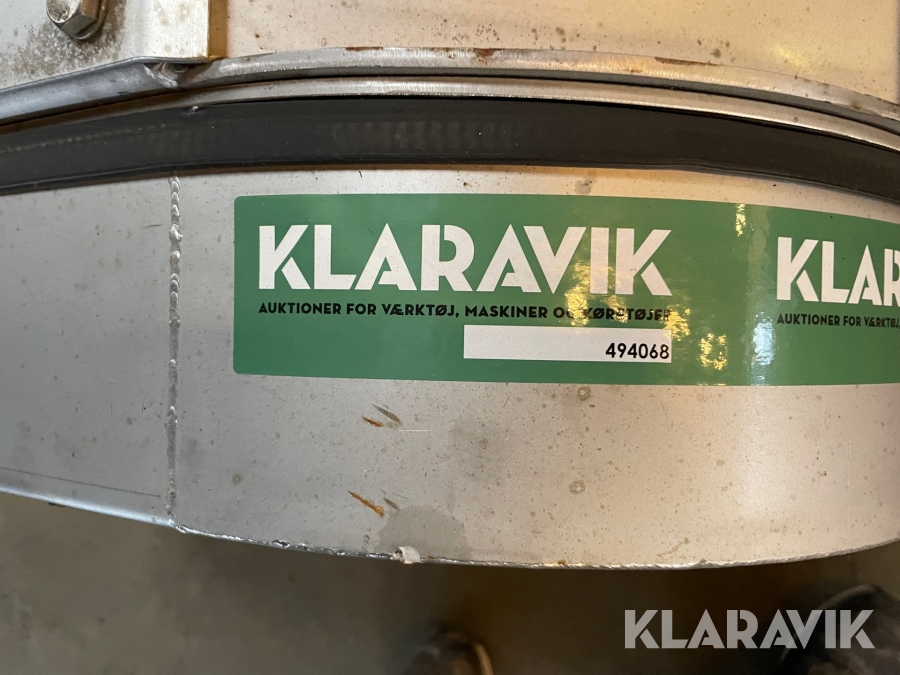 KLARAVIK
AUKTIONER FOR VÆRKTØJ, MASKINER OG KØRETØJER
494068
KLAR
AUKTIONER FOR VÆRKTØJ,
KLARAVIK